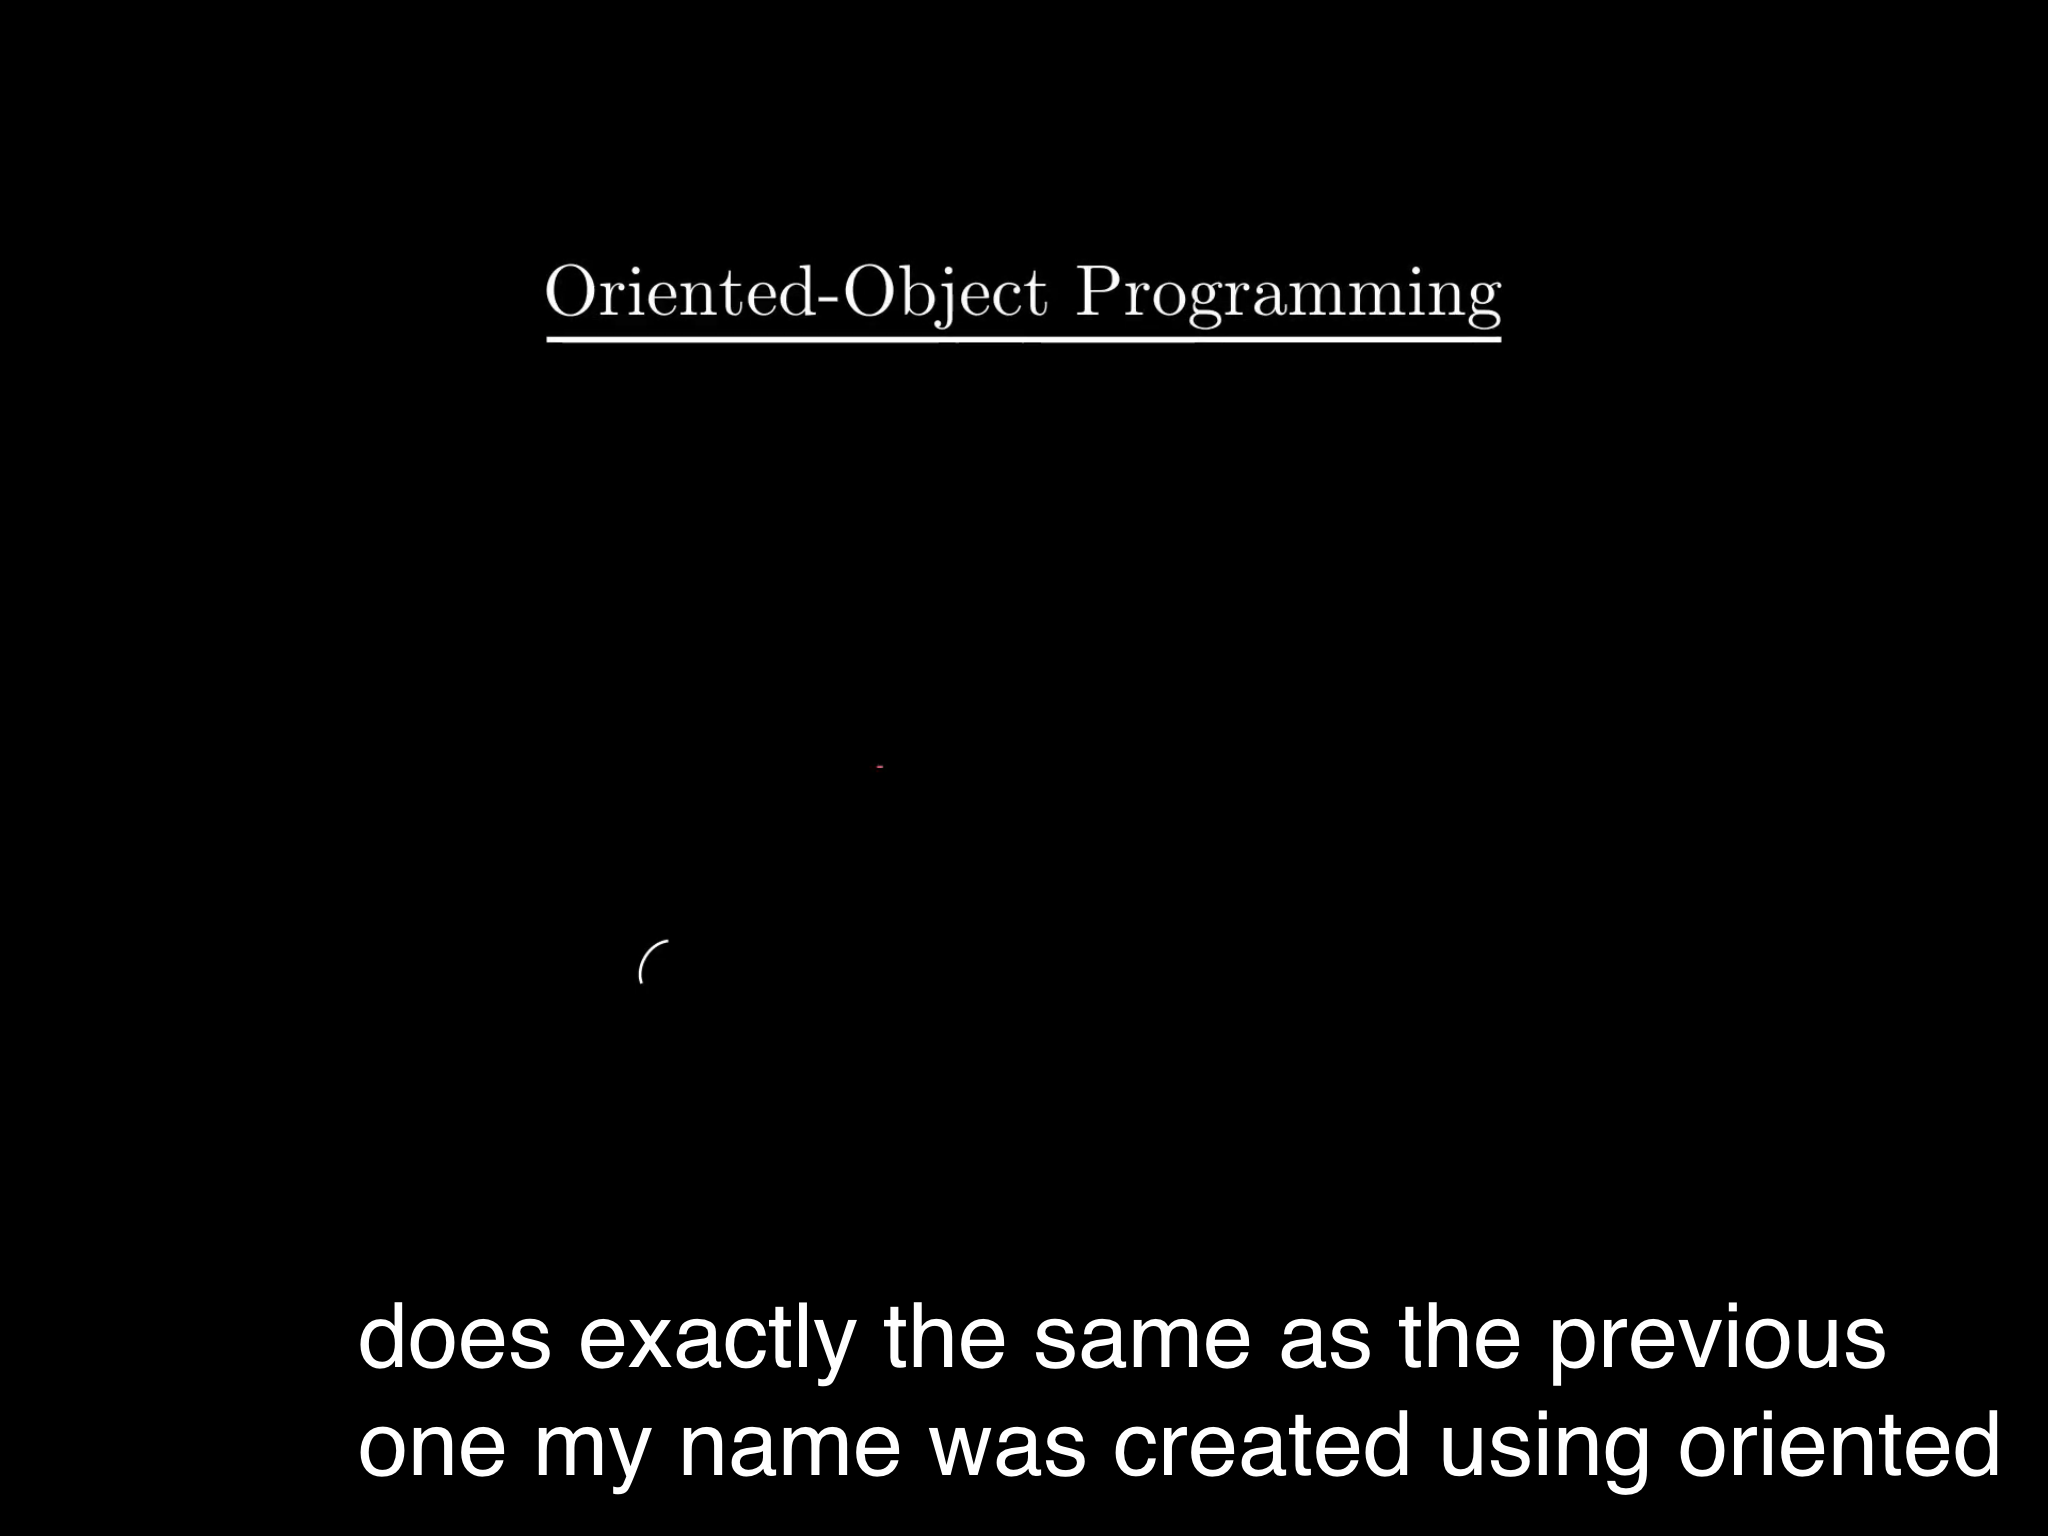 Oriented-Object Programming
does exactly the same as the previous
one my name was created using oriented